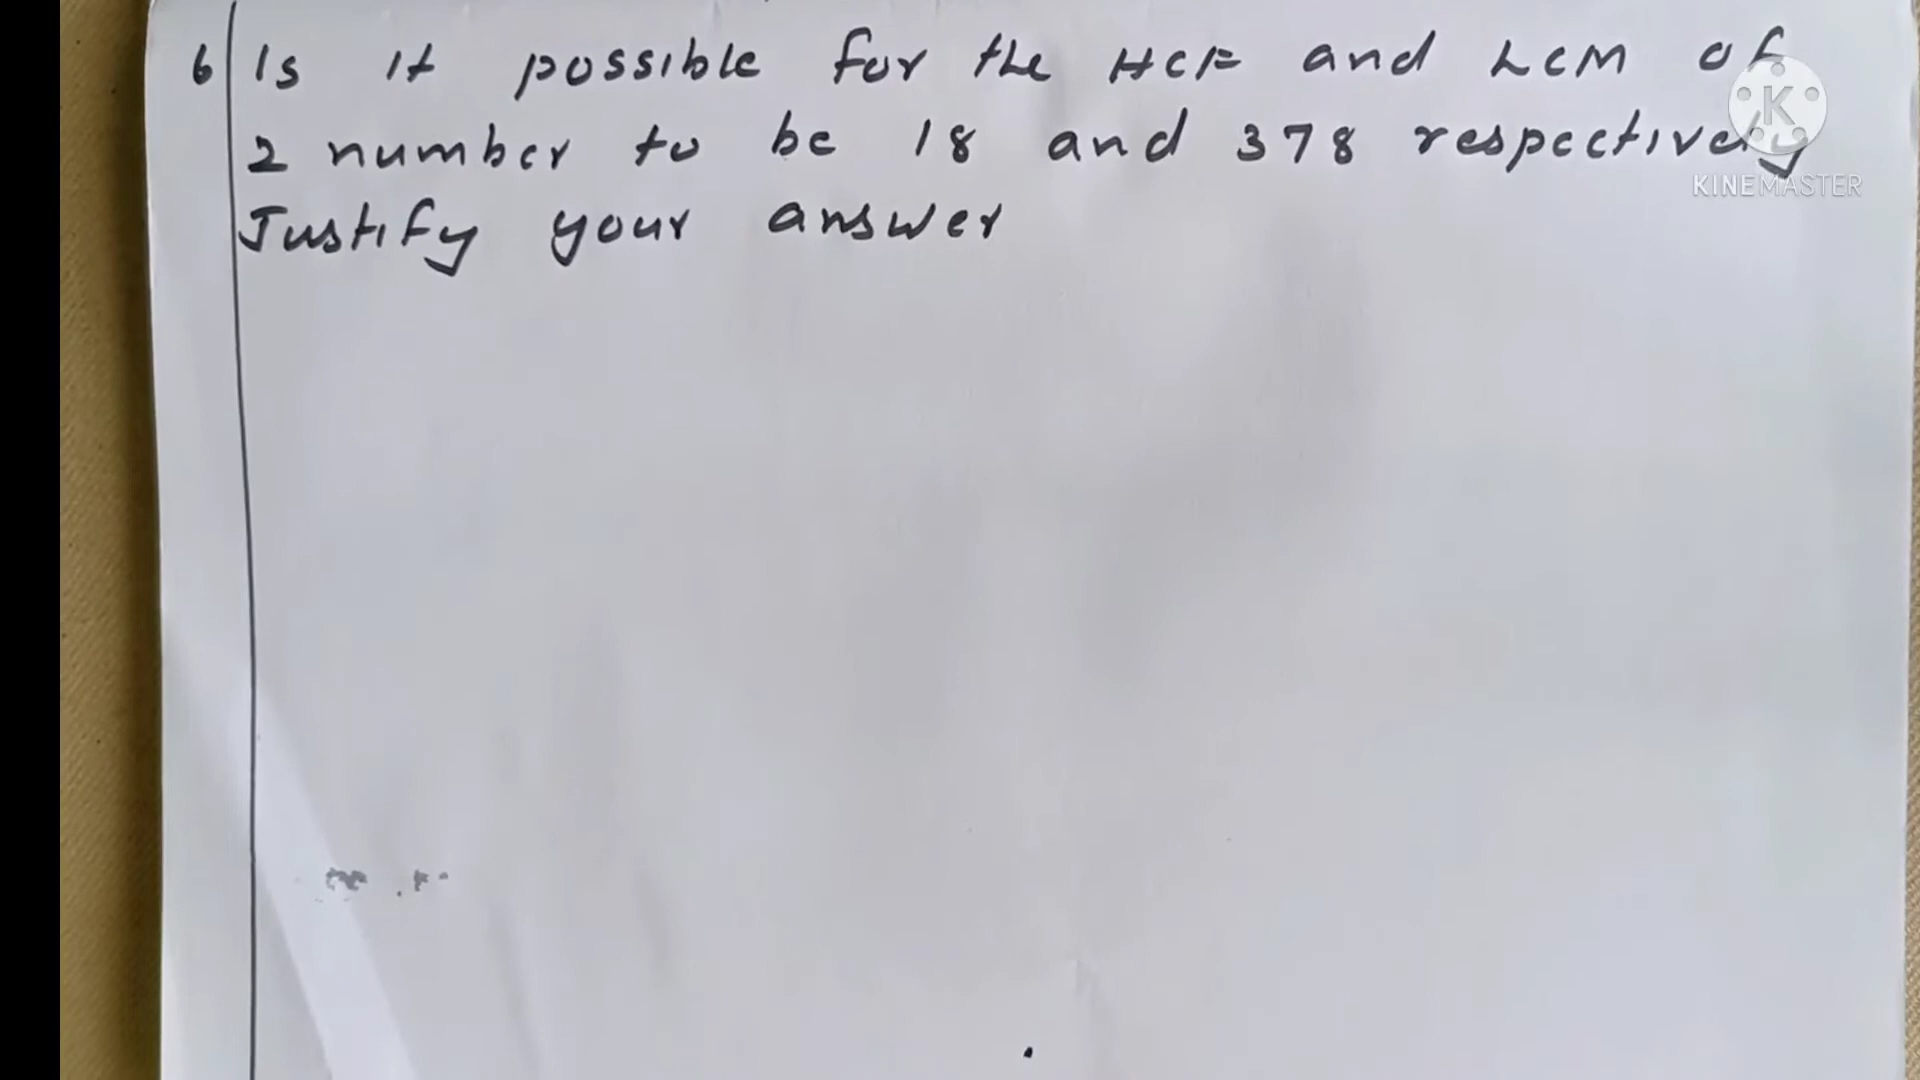 6 Is it possible for the HCF and LCM of
2 number to be 18 and 378 respectively
Justify your answer
K
KINEMASTER